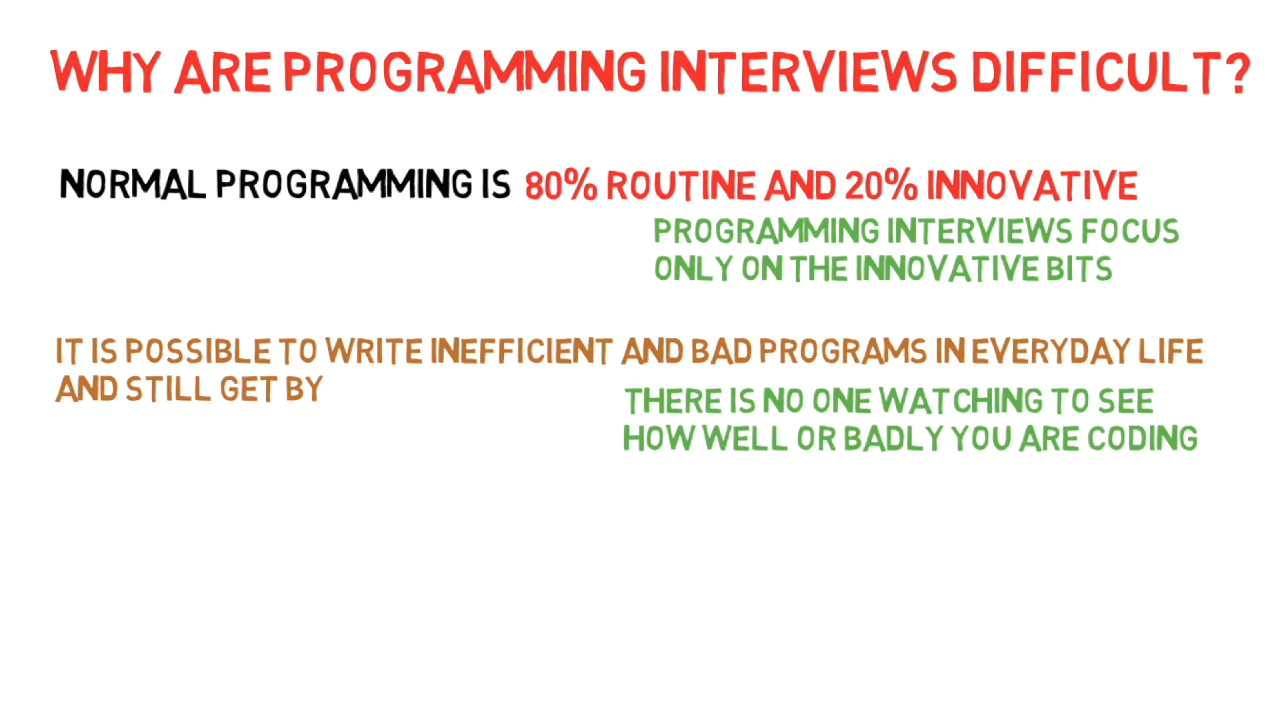 WHY ARE PROGRAMMING INTERVIEWS DIFFICULT?
NORMAL PROGRAMMING IS 80% ROUTINE AND 20% INNOVATIVE
PROGRAMMING INTERVIEWS FOCUS
ONLY ON THE INNOVATIVE BITS
IT IS POSSIBLE TO WRITE INEFFICIENT AND BAD PROGRAMS IN EVERYDAY LIFE
AND STILL GET BY
THERE IS NO ONE WATCHING TO SEE
HOW WELL OR BADLY YOU ARE CODING